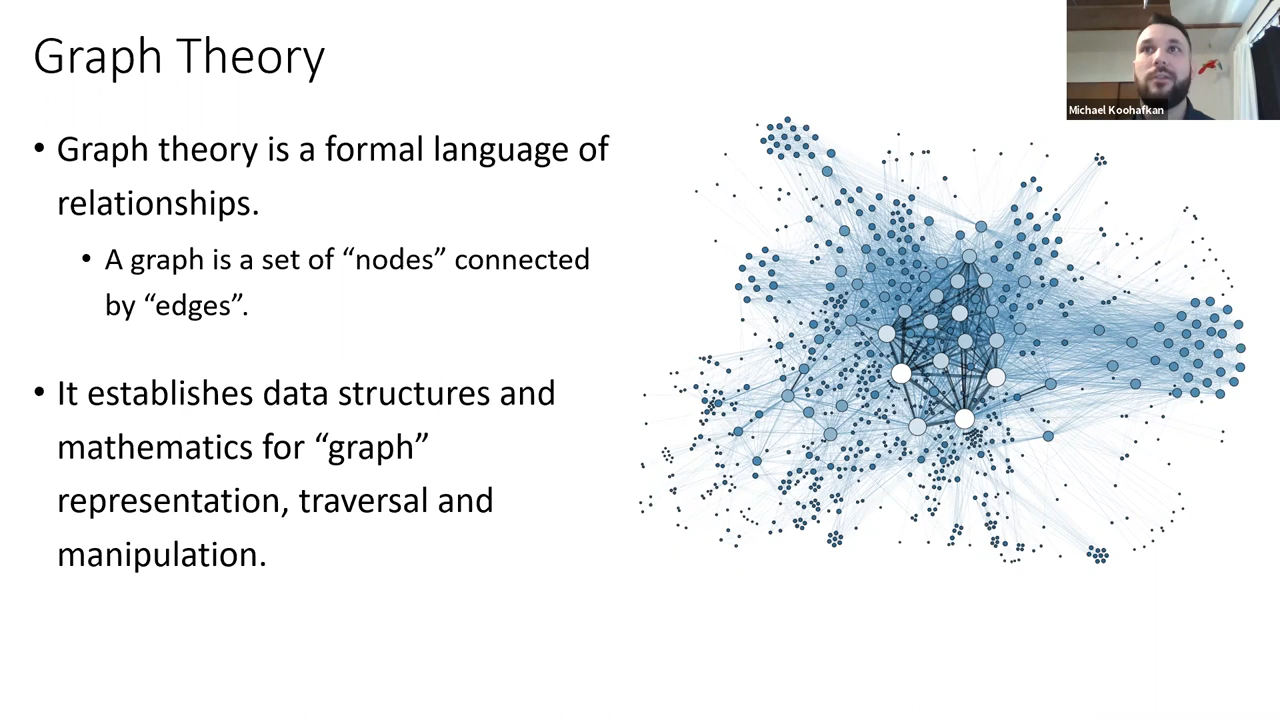 Graph Theory
Michael Koohafkan
• Graph theory is a formal language of
relationships.
• A graph is a set of “nodes” connected
by “edges”.
• It establishes data structures and
mathematics for “graph”
representation, traversal and
manipulation.